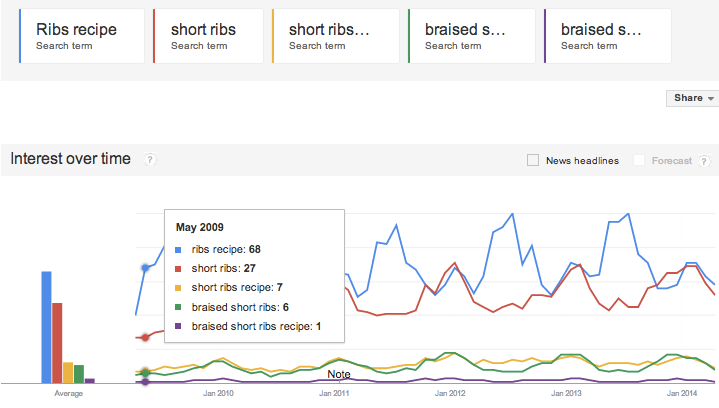 Ribs recipe
Search term
short ribs
Search term
short ribs...
Search term
braised s...
Search term
braised s...
Search term
Share
Interest over time
?
News headlines
Forecast
?
May 2009
ribs recipe: 68
short ribs: 27
short ribs recipe: 7
braised short ribs: 6
braised short ribs recipe: 1
Note
Average
Jan 2010
Jan 2011
Jan 2012
Jan 2013
Jan 2014